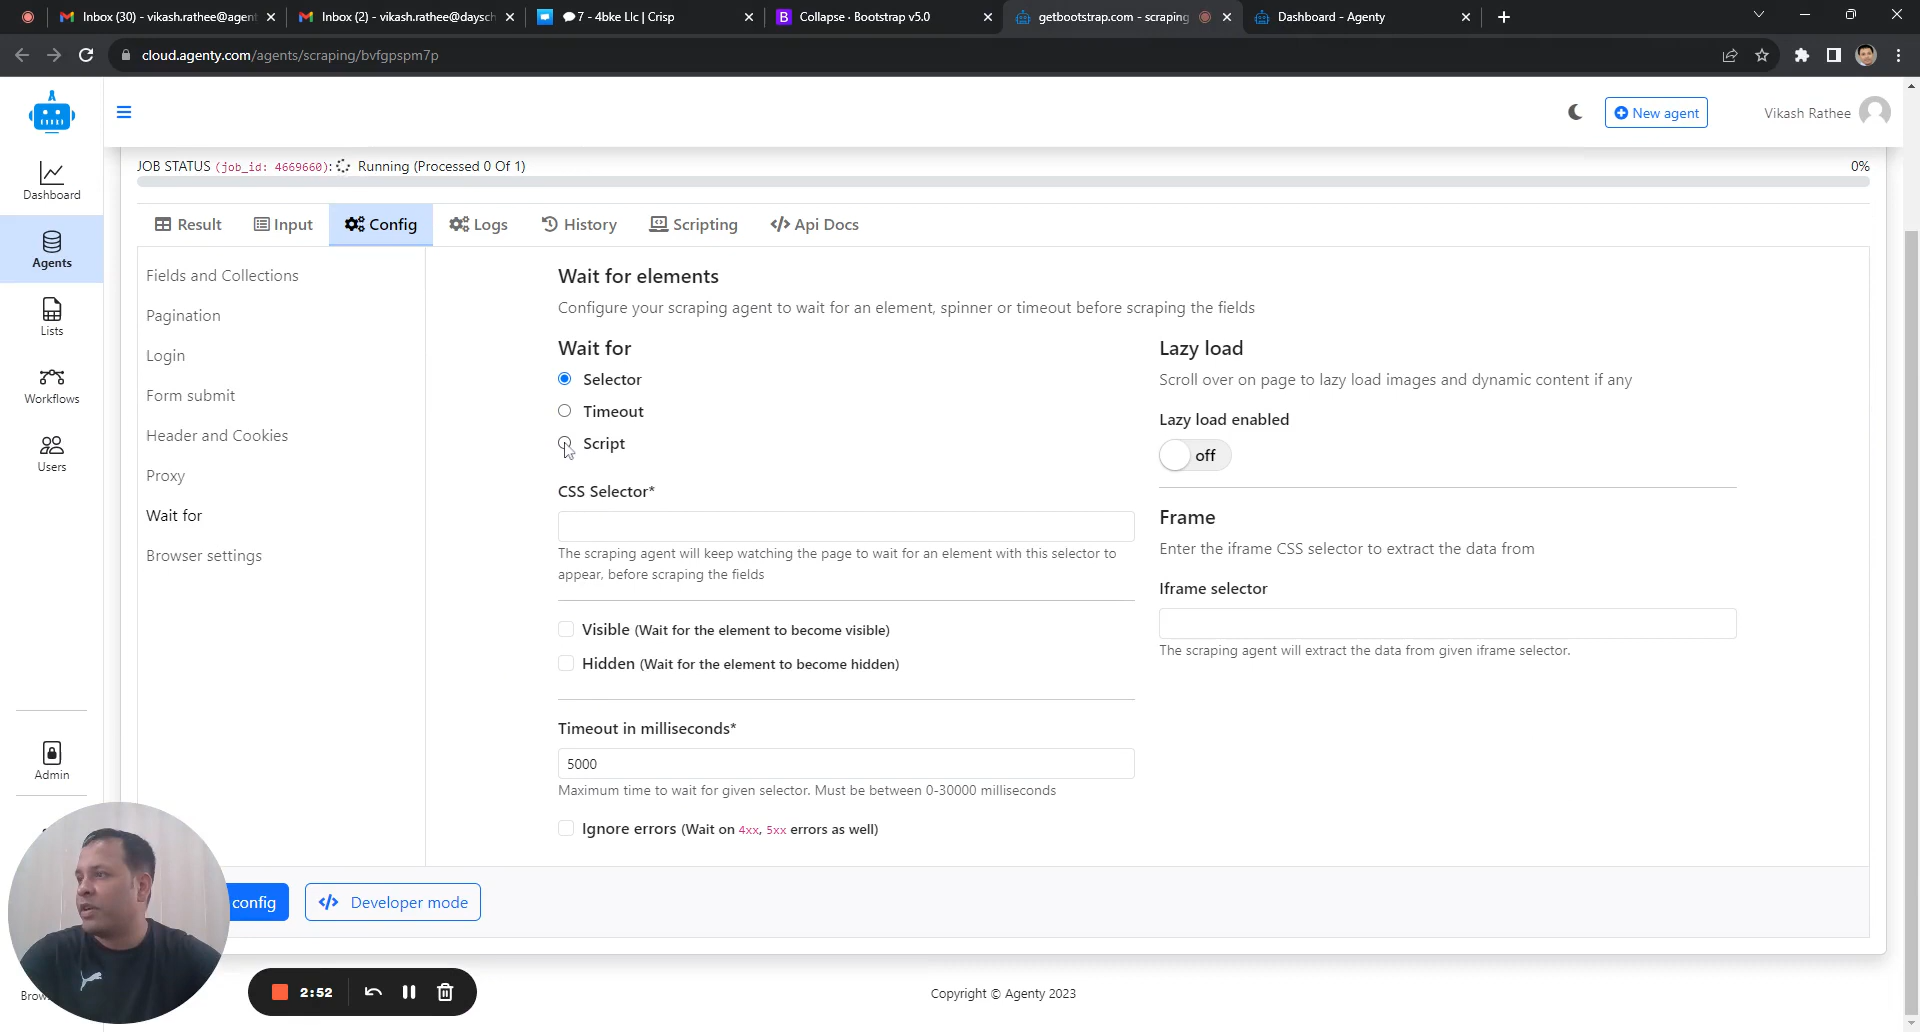 Inbox (30) - vikash.rathee@agent
Inbox (2) - vikash.rathee@daysch
7 - 4bke Llc | Crisp
B Collapse · Bootstrap v5.0
getbootstrap.com - scraping
Dashboard - Agenty
cloud.agenty.com/agents/scraping/bvfgpspm7p
New agent
Vikash Rathee
JOB STATUS (job_id: 4669660): Running (Processed 0 Of 1)
0%
Dashboard
Agents
Lists
Workflows
Users
Admin
Brow
Result
Input
Config
Logs
History
Scripting
Api Docs
Fields and Collections
Pagination
Login
Form submit
Header and Cookies
Proxy
Wait for
Browser settings
Wait for elements
Configure your scraping agent to wait for an element, spinner or timeout before scraping the fields
Wait for
Selector
Timeout
Script
CSS Selector*
The scraping agent will keep watching the page to wait for an element with this selector to
appear, before scraping the fields
Visible (Wait for the element to become visible)
Hidden (Wait for the element to become hidden)
Timeout in milliseconds*
5000
Maximum time to wait for given selector. Must be between 0-30000 milliseconds
Ignore errors (Wait on 4xx, 5xx errors as well)
Lazy load
Scroll over on page to lazy load images and dynamic content if any
Lazy load enabled
off
Frame
Enter the iframe CSS selector to extract the data from
Iframe selector
The scraping agent will extract the data from given iframe selector.
config
Developer mode
2:52
Copyright © Agenty 2023